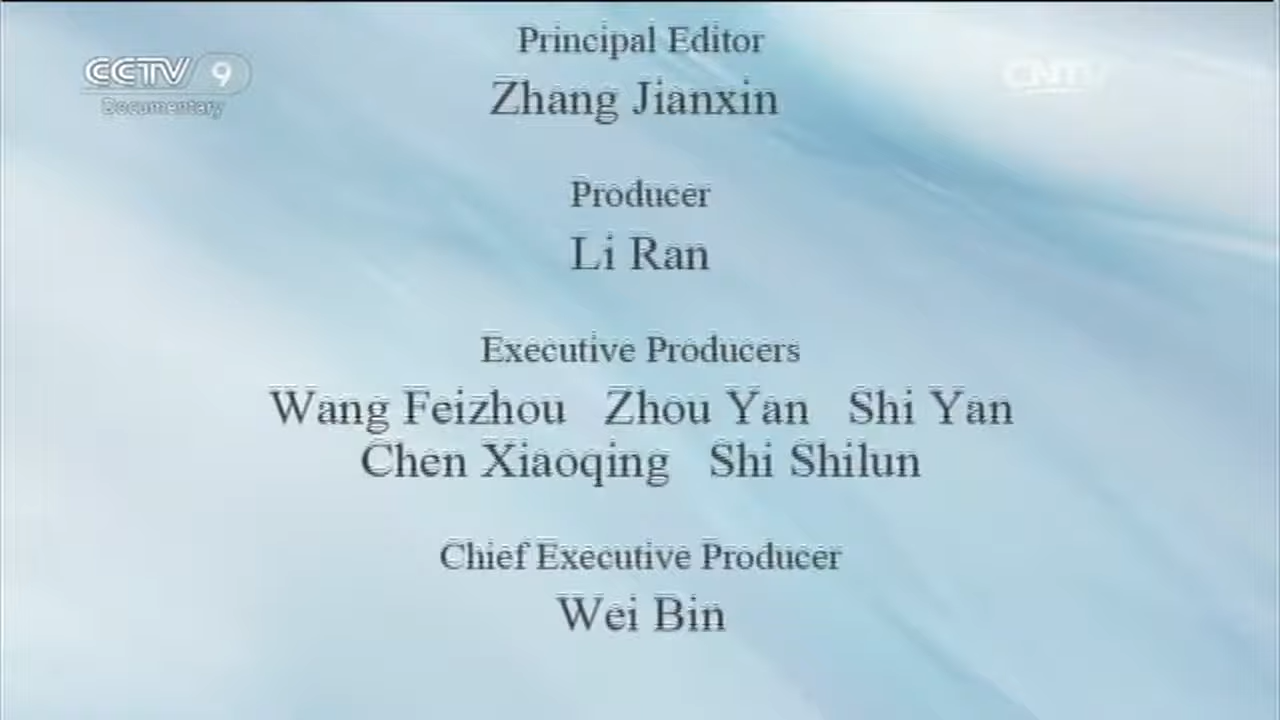 Principal Editor
CCTV 9
Documentary
CNTV
Zhang Jianxin
Producer
Li Ran
Executive Producers
Wang Feizhou Zhou Yan Shi Yan
Chen Xiaoqing Shi Shilun
Chief Executive Producer
Wei Bin